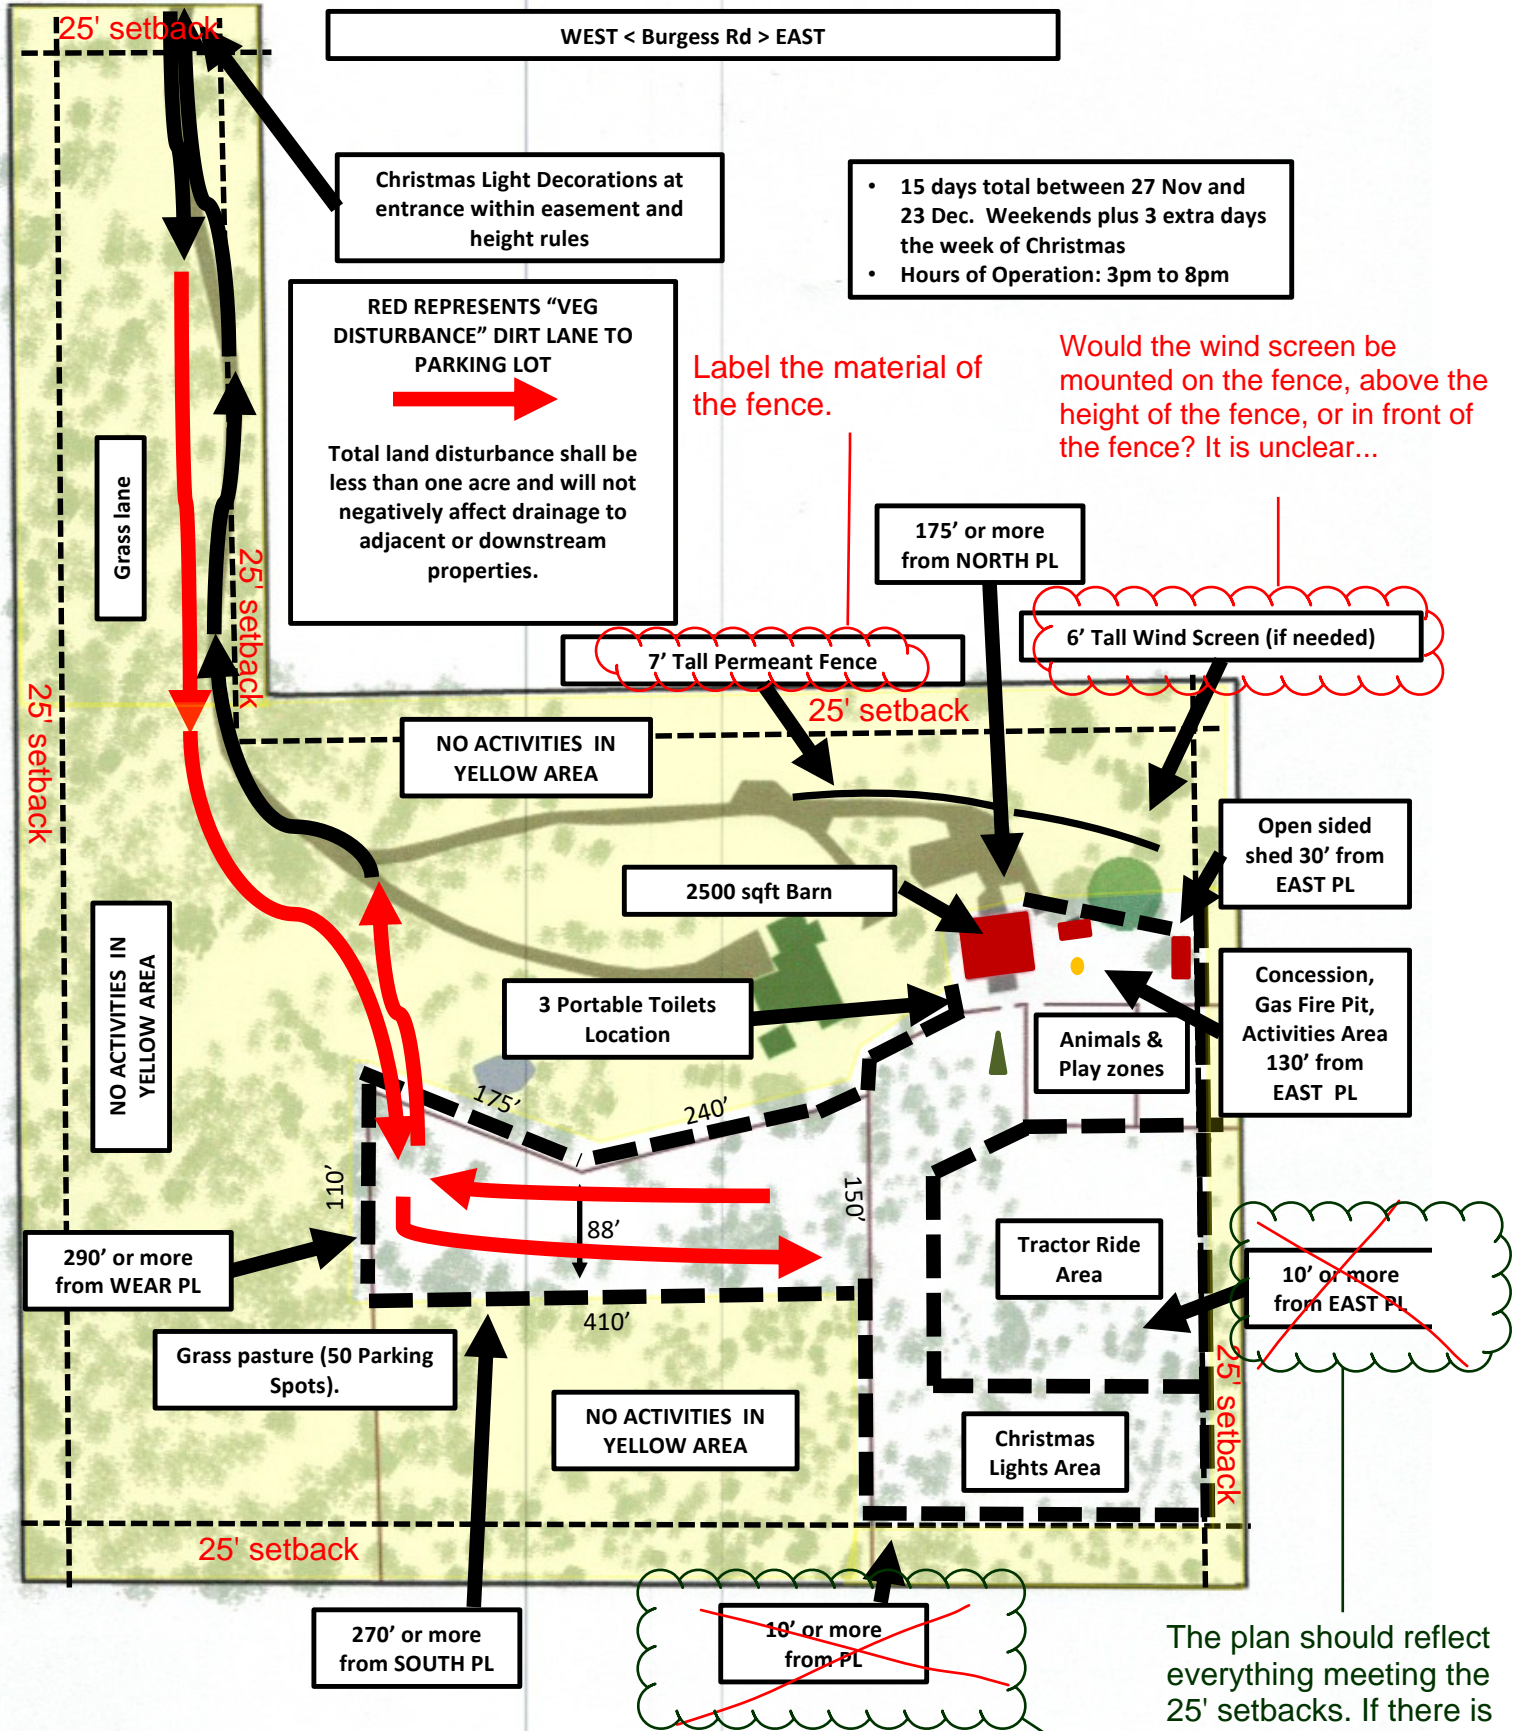 25' setback
WEST < Burgess Rd > EAST
Christmas Light Decorations at
entrance within easement and
height rules
• 15 days total between 27 Nov and
23 Dec. Weekends plus 3 extra days
the week of Christmas
• Hours of Operation: 3pm to 8pm
RED REPRESENTS “VEG
DISTURBANCE” DIRT LANE TO
PARKING LOT
Total land disturbance shall be
less than one acre and will not
negatively affect drainage to
adjacent or downstream
properties.
Label the material of
the fence.
Would the wind screen be
mounted on the fence, above the
height of the fence, or in front of
the fence? It is unclear...
Grass lane
25' setback
175’ or more
from NORTH PL
7’ Tall Permeant Fence
6’ Tall Wind Screen (if needed)
25' setback
25' setback
NO ACTIVITIES IN
YELLOW AREA
Open sided
shed 30’ from
EAST PL
2500 sqft Barn
NO ACTIVITIES IN
YELLOW AREA
3 Portable Toilets
Location
Concession,
Gas Fire Pit,
Activities Area
130’ from
EAST PL
Animals &
Play zones
175’
240’
110’
150’
88’
290’ or more
from WEAR PL
Tractor Ride
Area
10’ or more
from EAST PL
410’
Grass pasture (50 Parking
Spots).
25' setback
NO ACTIVITIES IN
YELLOW AREA
Christmas
Lights Area
25' setback
270’ or more
from SOUTH PL
10’ or more
from PL
The plan should reflect
everything meeting the
25' setbacks. If there is